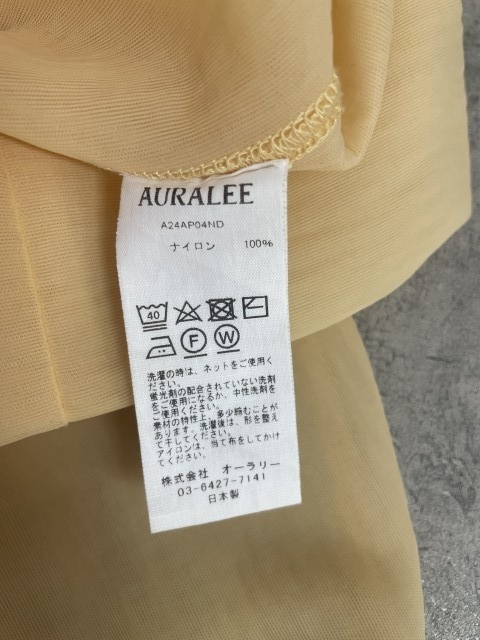 AURALEE
A24AP04ND
ナイロン 100%
40
F W
洗濯の時は、ネットをご使用く
ださい。
蛍光剤の配合されていない洗剤
をご使用になるか、中性洗剤を
ご使用ください。
素材の特性上、多少縮むことが
あります。洗濯後は、形を整え
て干してください。
アイロンは、当て布をしてかけ
てください。
株式会社 オーラリー
03-6427-7141
日本製